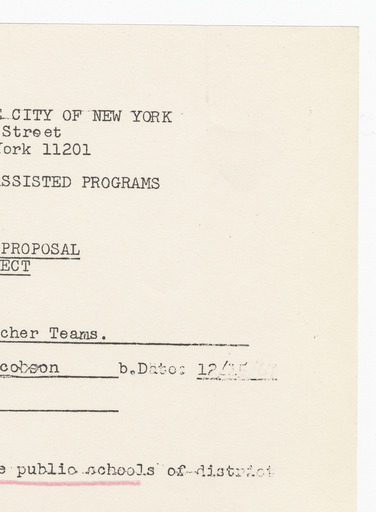 CITY OF NEW YORK
Street
York 11201
ASSISTED PROGRAMS
PROPOSAL
ECT
cher Teams.
cobson b. Date: 12/15
e public schools of district